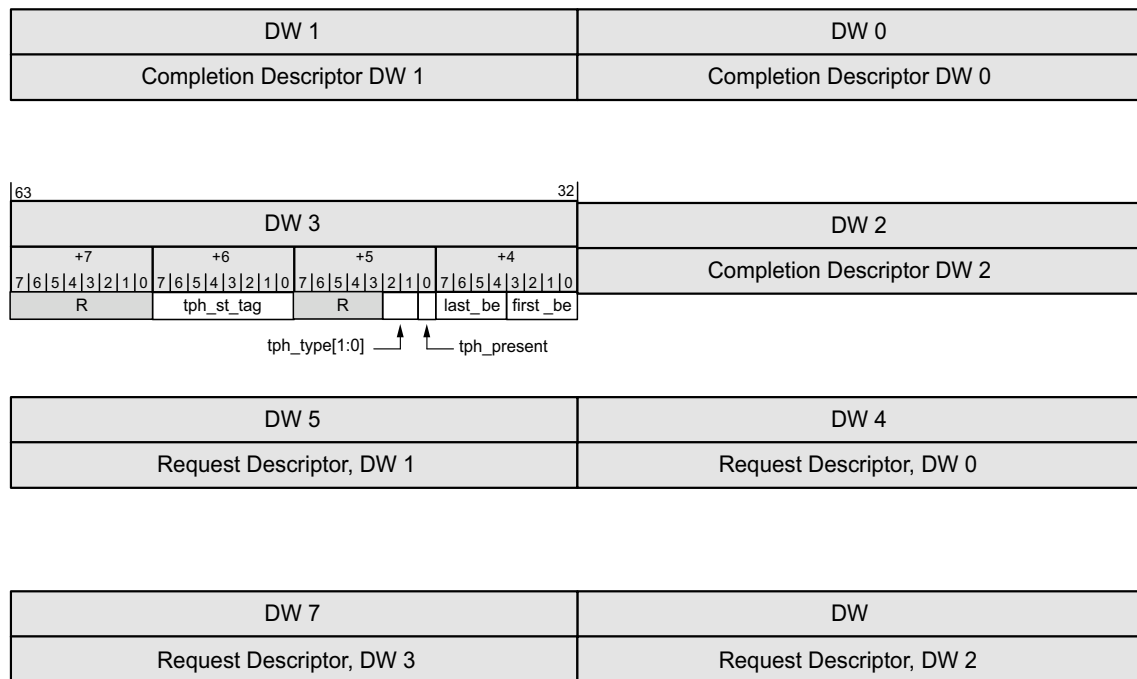 DW 1 DW 0
Completion Descriptor DW 1 Completion Descriptor DW 0
63 32
DW 3 DW 2
+7 +6 +5 +4
Completion Descriptor DW 2
7 6 5 4 3 2 1 0 7 6 5 4 3 2 1 0 7 6 5 4 3 2 1 0 7 6 5 4 3 2 1 0
R tph_st_tag R last_be first_be
tph_type[1:0] tph_present
DW 5 DW 4
Request Descriptor, DW 1 Request Descriptor, DW 0
DW 7 DW
Request Descriptor, DW 3 Request Descriptor, DW 2